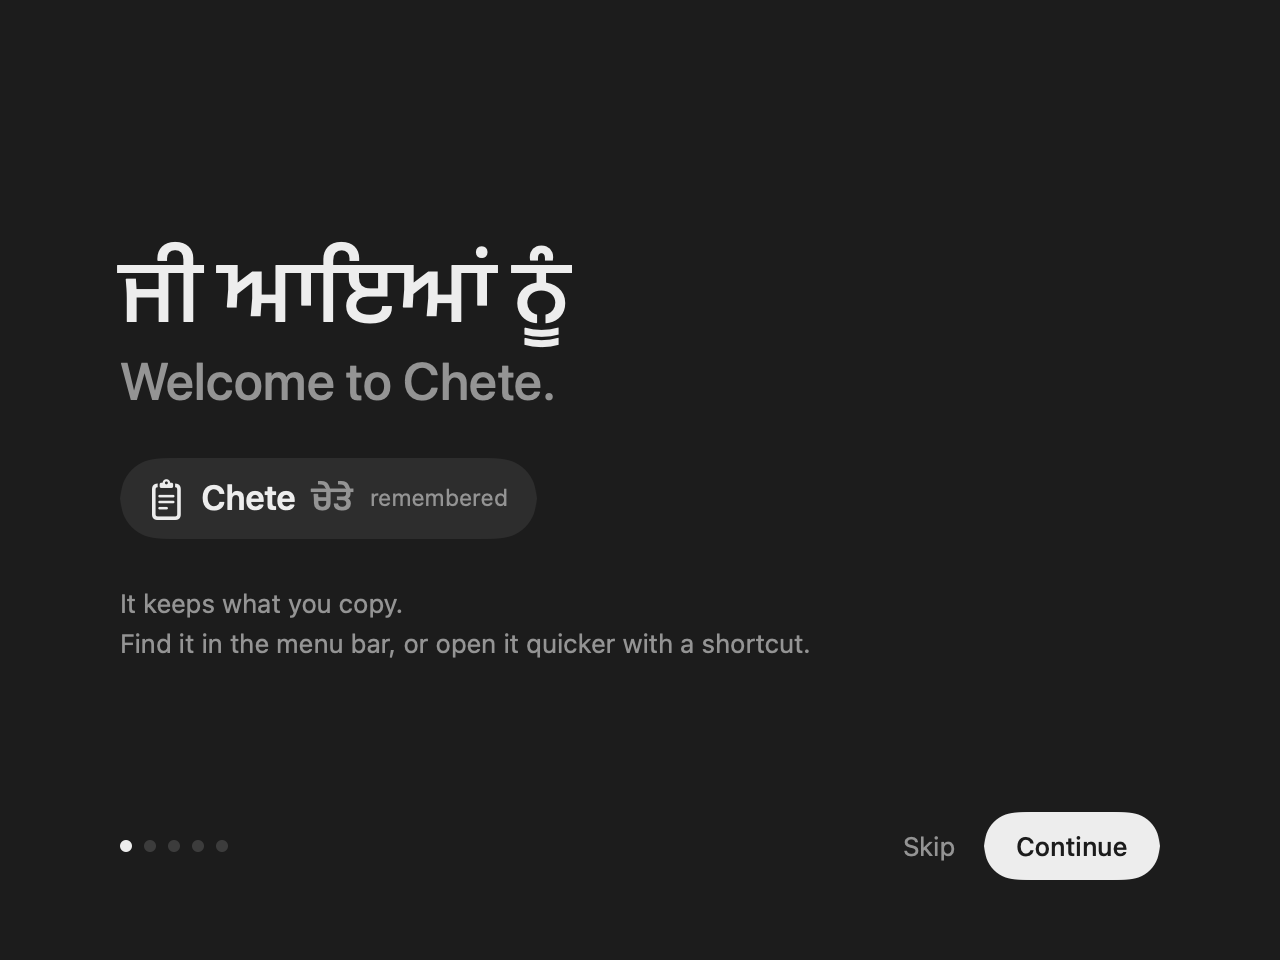 ਜੀ ਆਇਆਂ ਨੂੰ
Welcome to Chete.
Chete ਚੇਤੇ remembered
It keeps what you copy.
Find it in the menu bar, or open it quicker with a shortcut.
Skip Continue